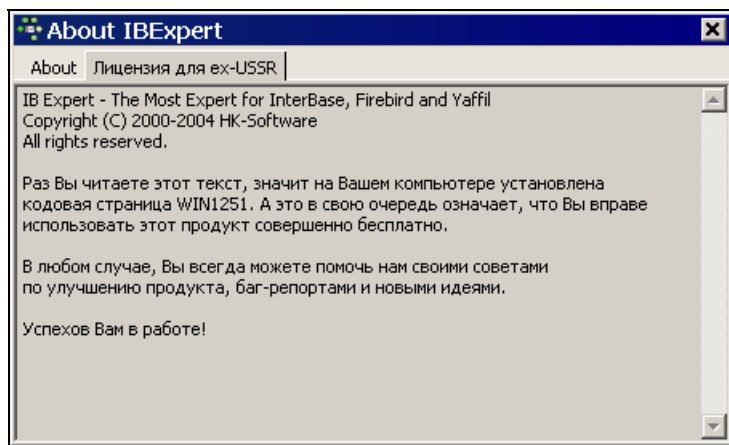 About IBExpert
About Лицензия для ex-USSR
IB Expert - The Most Expert for InterBase, Firebird and Yaffil
Copyright (C) 2000-2004 HK-Software
All rights reserved.
Раз Вы читаете этот текст, значит на Вашем компьютере установлена
кодовая страница WIN1251. А это в свою очередь означает, что Вы вправе
использовать этот продукт совершенно бесплатно.
В любом случае, Вы всегда можете помочь нам своими советами
по улучшению продукта, баг-репортами и новыми идеями.
Успехов Вам в работе!